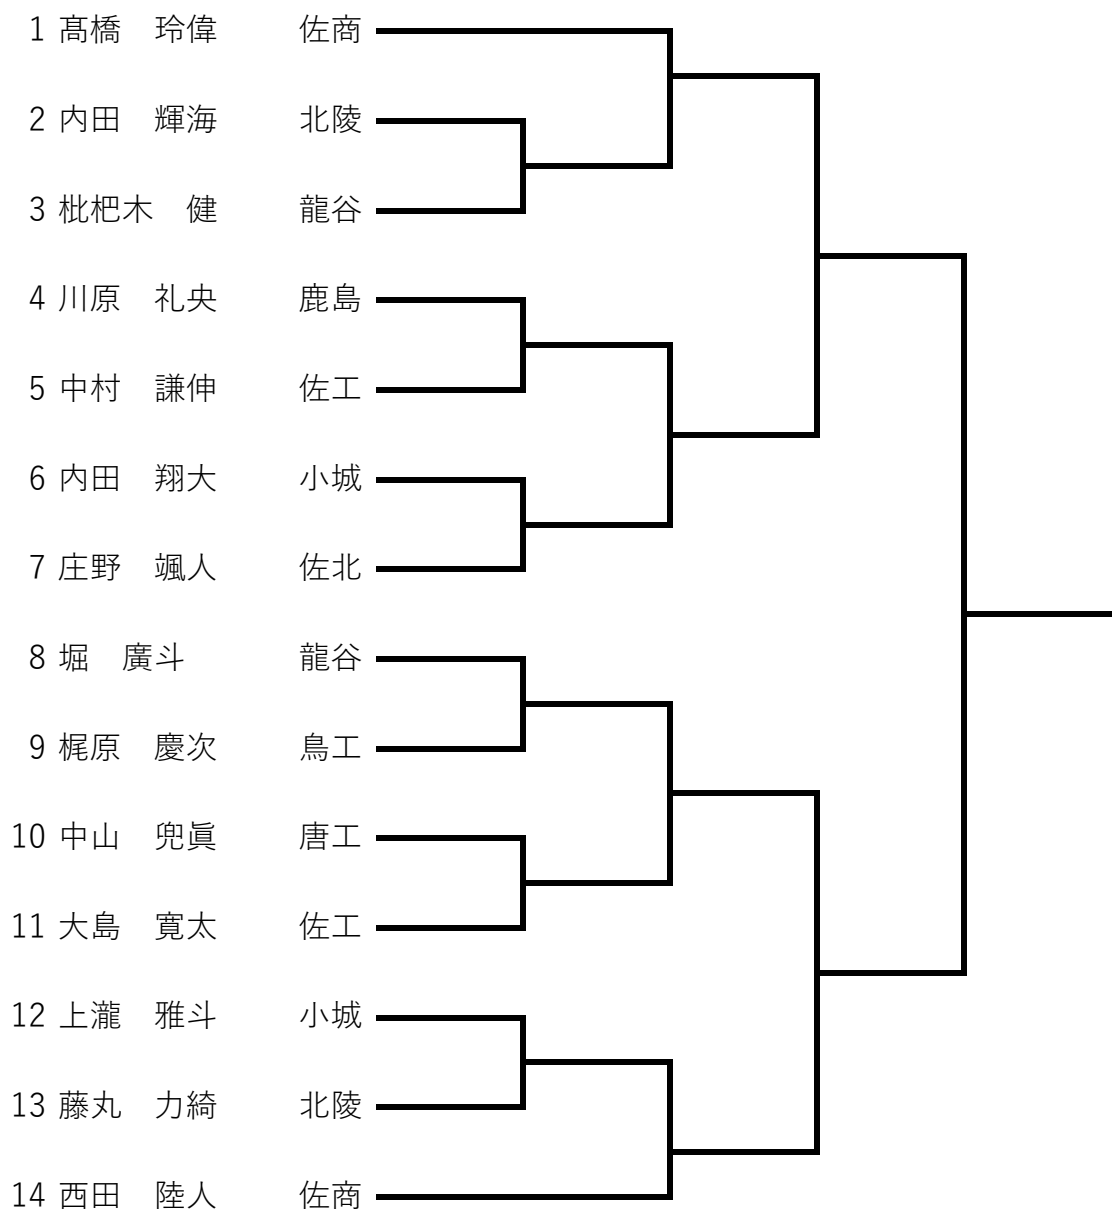 1 髙橋　玲偉 佐商
2 内田　輝海 北陵
3 枇杷木　健 龍谷
4 川原　礼央 鹿島
5 中村　謙伸 佐工
6 内田　翔大 小城
7 庄野　颯人 佐北
8 堀　廣斗 龍谷
9 梶原　慶次 鳥工
10 中山　兜眞 唐工
11 大島　寛太 佐工
12 上瀧　雅斗 小城
13 藤丸　力綺 北陵
14 西田　陸人 佐商